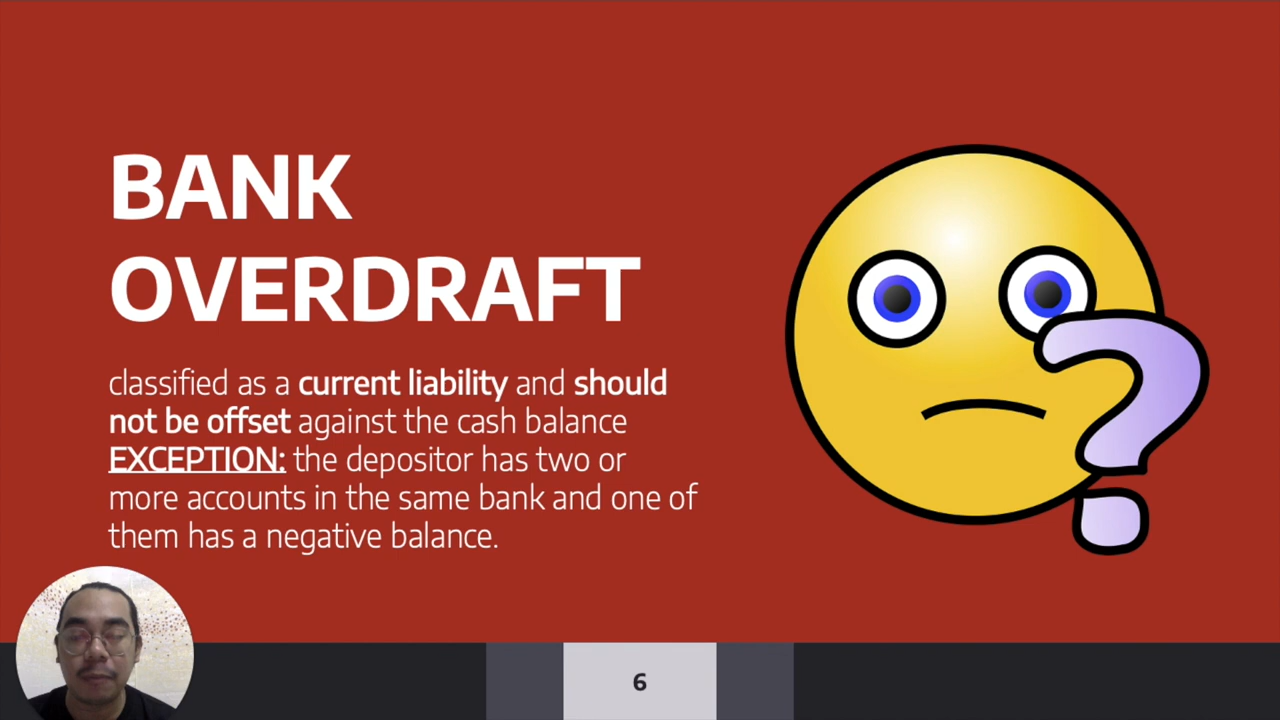 BANK
OVERDRAFT
classified as a current liability and should
not be offset against the cash balance
EXCEPTION: the depositor has two or
more accounts in the same bank and one of
them has a negative balance.
6